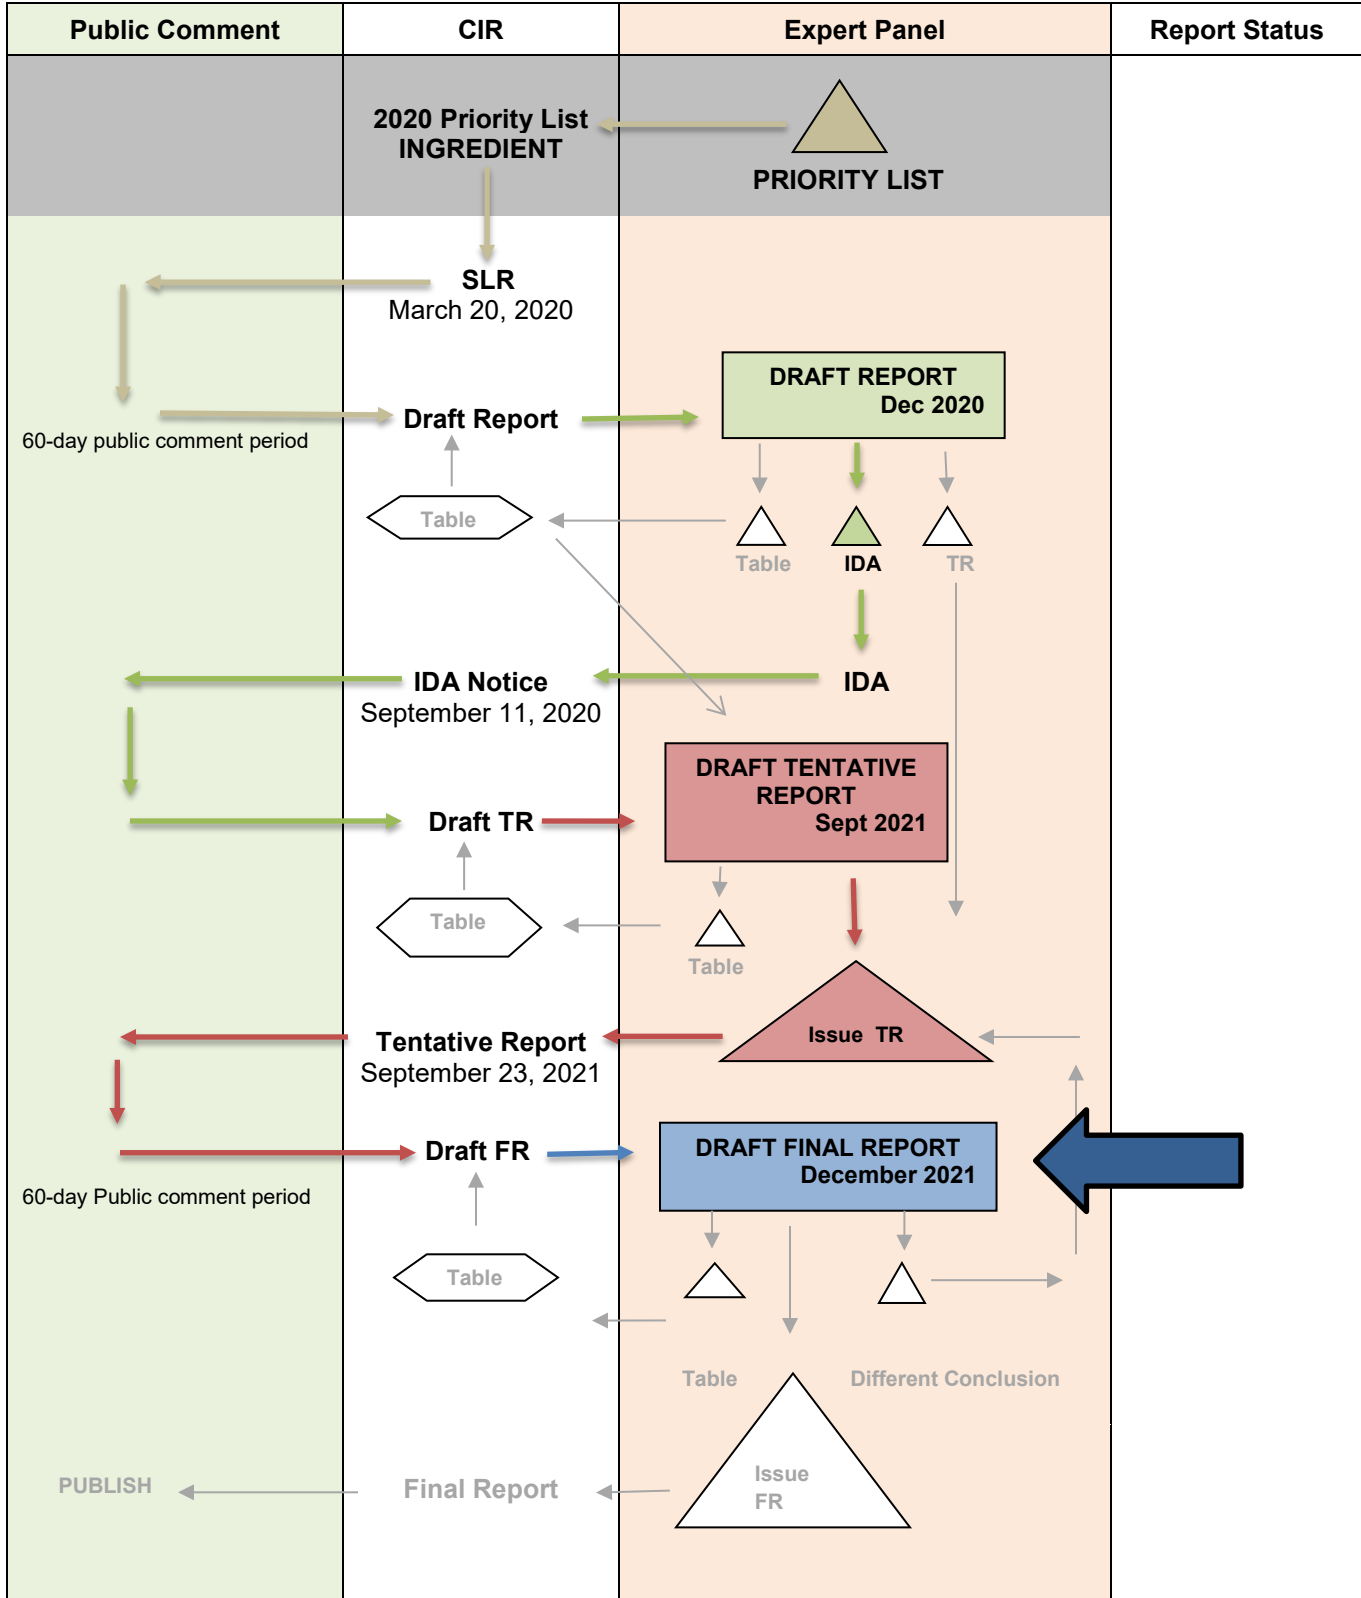 Public Comment
CIR
Expert Panel
Report Status
2020 Priority List
INGREDIENT
PRIORITY LIST
SLR
March 20, 2020
60-day public comment period
Draft Report
DRAFT REPORT
Dec 2020
Table
Table
IDA
TR
IDA Notice
September 11, 2020
IDA
DRAFT TENTATIVE
REPORT
Sept 2021
Draft TR
Table
Table
Issue TR
Tentative Report
September 23, 2021
60-day Public comment period
Draft FR
DRAFT FINAL REPORT
December 2021
Table
Table
Different Conclusion
PUBLISH
Final Report
Issue
FR